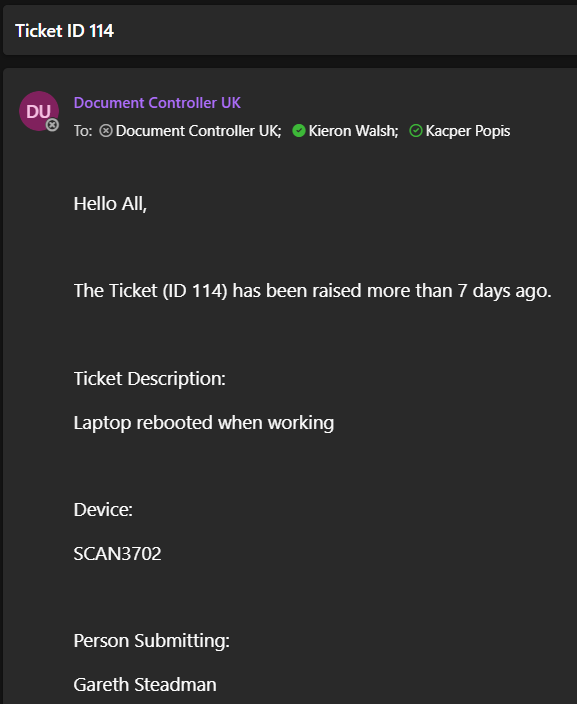 Ticket ID 114
DU
Document Controller UK
To: Document Controller UK; Kieron Walsh; Kacper Popis
Hello All,
The Ticket (ID 114) has been raised more than 7 days ago.
Ticket Description:
Laptop rebooted when working
Device:
SCAN3702
Person Submitting:
Gareth Steadman